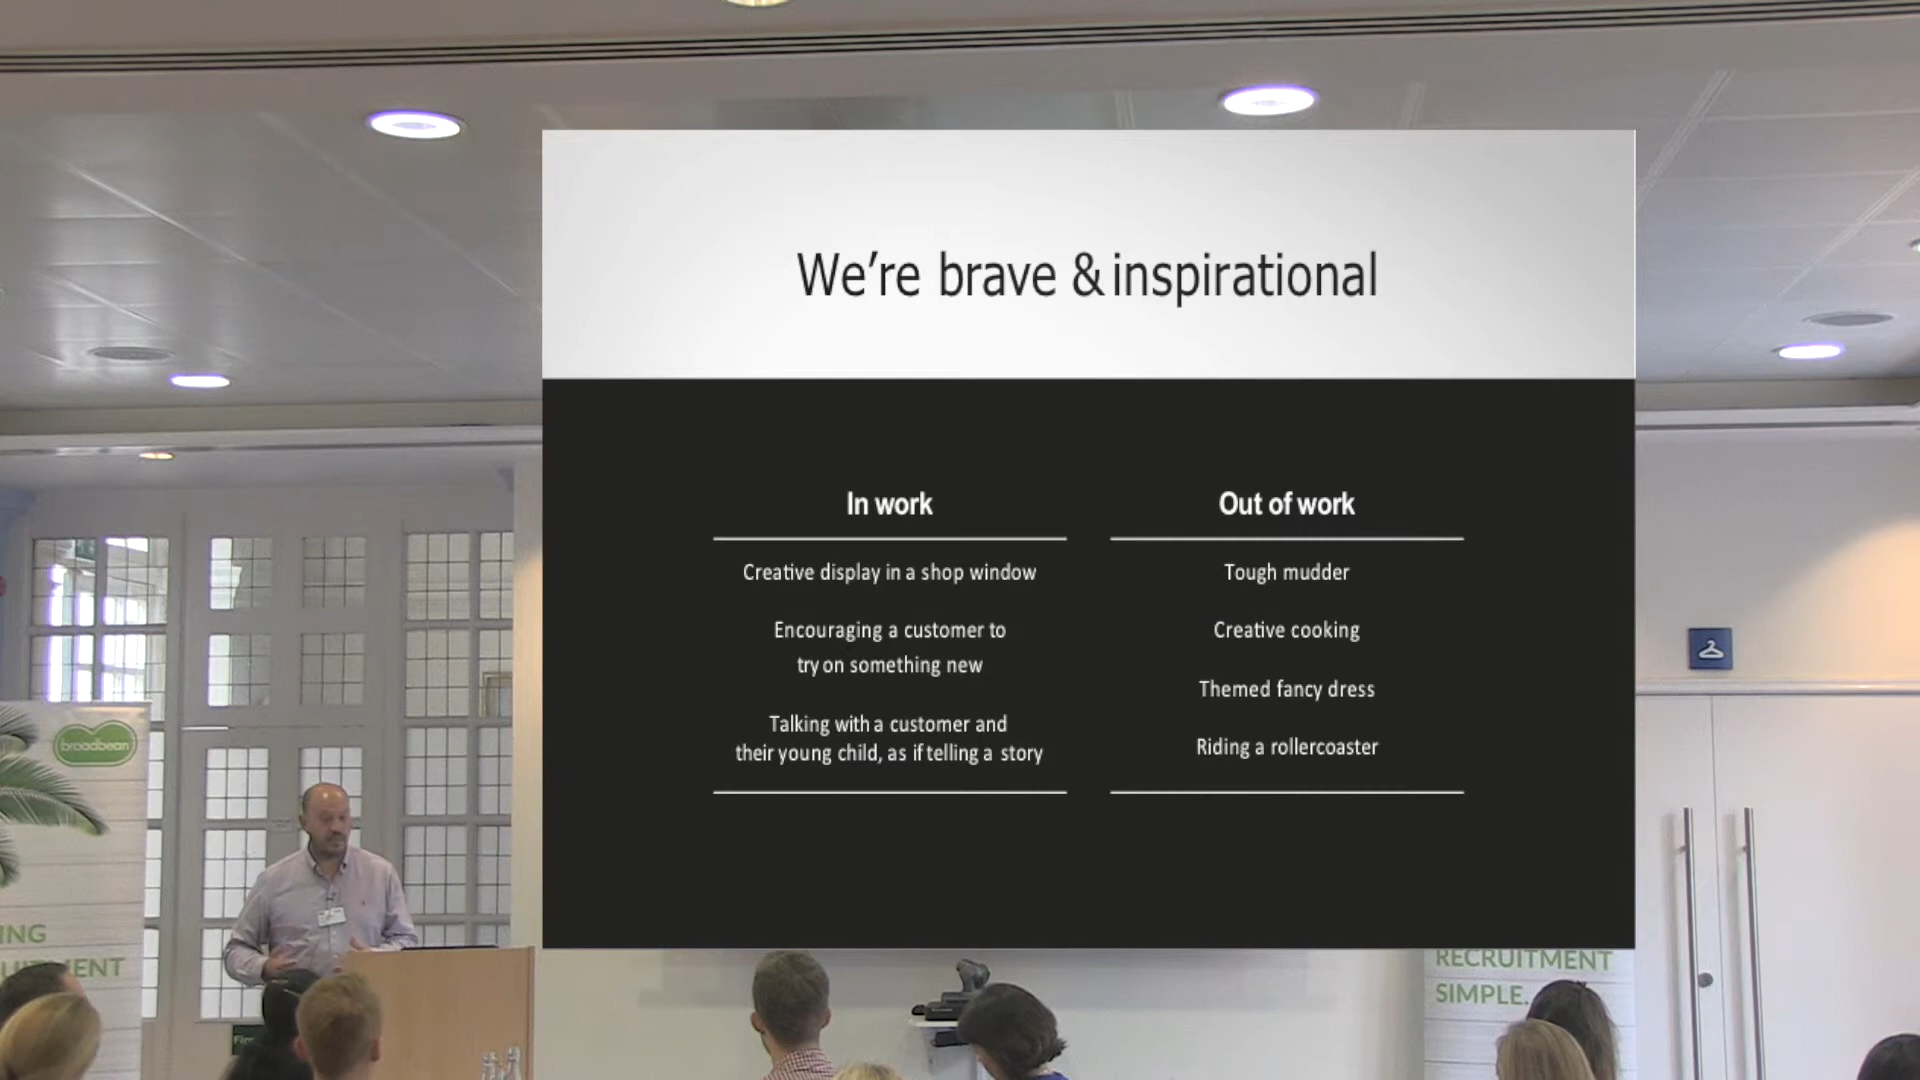 We're brave & inspirational
In work
Creative display in a shop window
Encouraging a customer to
try on something new
Talking with a customer and
their young child, as if telling a story
Out of work
Tough mudder
Creative cooking
Themed fancy dress
Riding a rollercoaster
broadbean
ING
UITMENT
RECRUITMENT
SIMPLE.